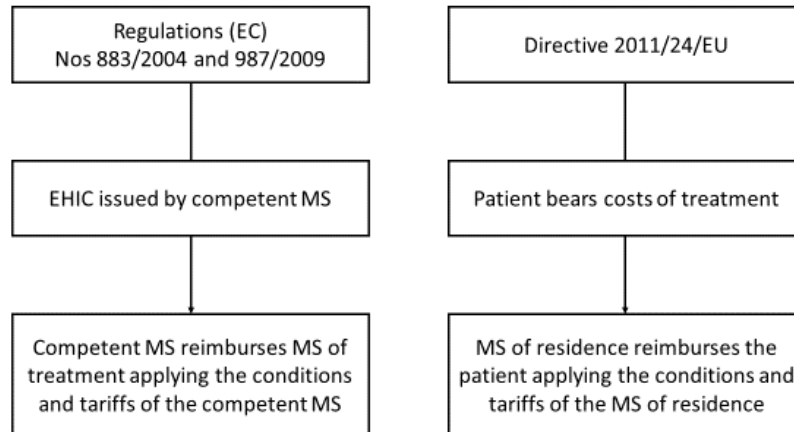 Regulations (EC)
Nos 883/2004 and 987/2009
EHIC issued by competent MS
Competent MS reimburses MS of
treatment applying the conditions
and tariffs of the competent MS
Directive 2011/24/EU
Patient bears costs of treatment
MS of residence reimburses the
patient applying the conditions and
tariffs of the MS of residence